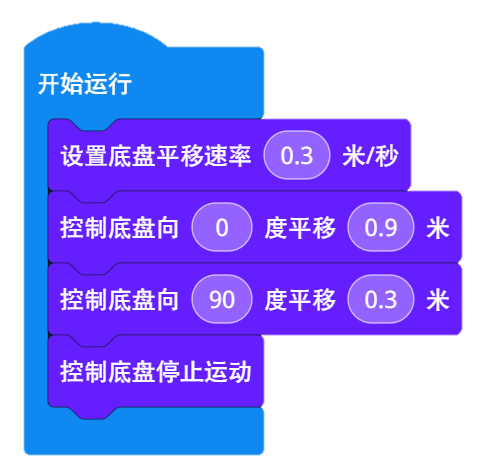 开始运行
设置底盘平移速率 0.3 米/秒
控制底盘向 0 度平移 0.9 米
控制底盘向 90 度平移 0.3 米
控制底盘停止运动